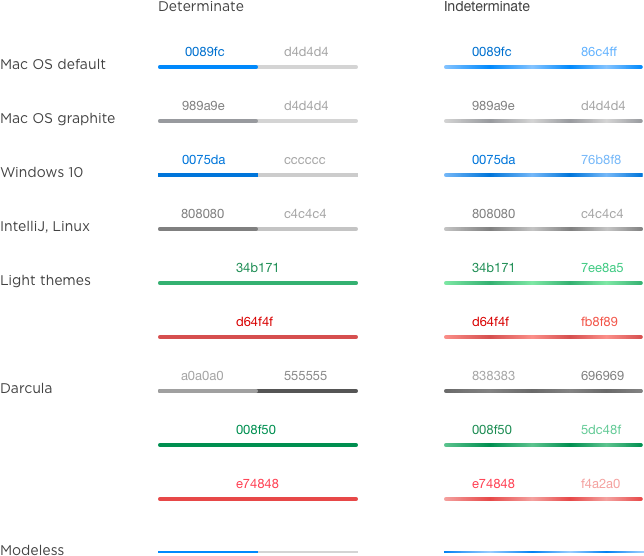 Determinate Indeterminate
0089fc d4d4d4 0089fc 86c4ff
Mac OS default
989a9e d4d4d4 989a9e d4d4d4
Mac OS graphite
0075da cccccc 0075da 76b8f8
Windows 10
808080 c4c4c4 808080 c4c4c4
IntelliJ, Linux
34b171 34b171 7ee8a5
Light themes
d64f4f d64f4f fb8f89
a0a0a0 555555 838383 696969
Darcula
008f50 008f50 5dc48f
e74848 e74848 f4a2a0
Modeless